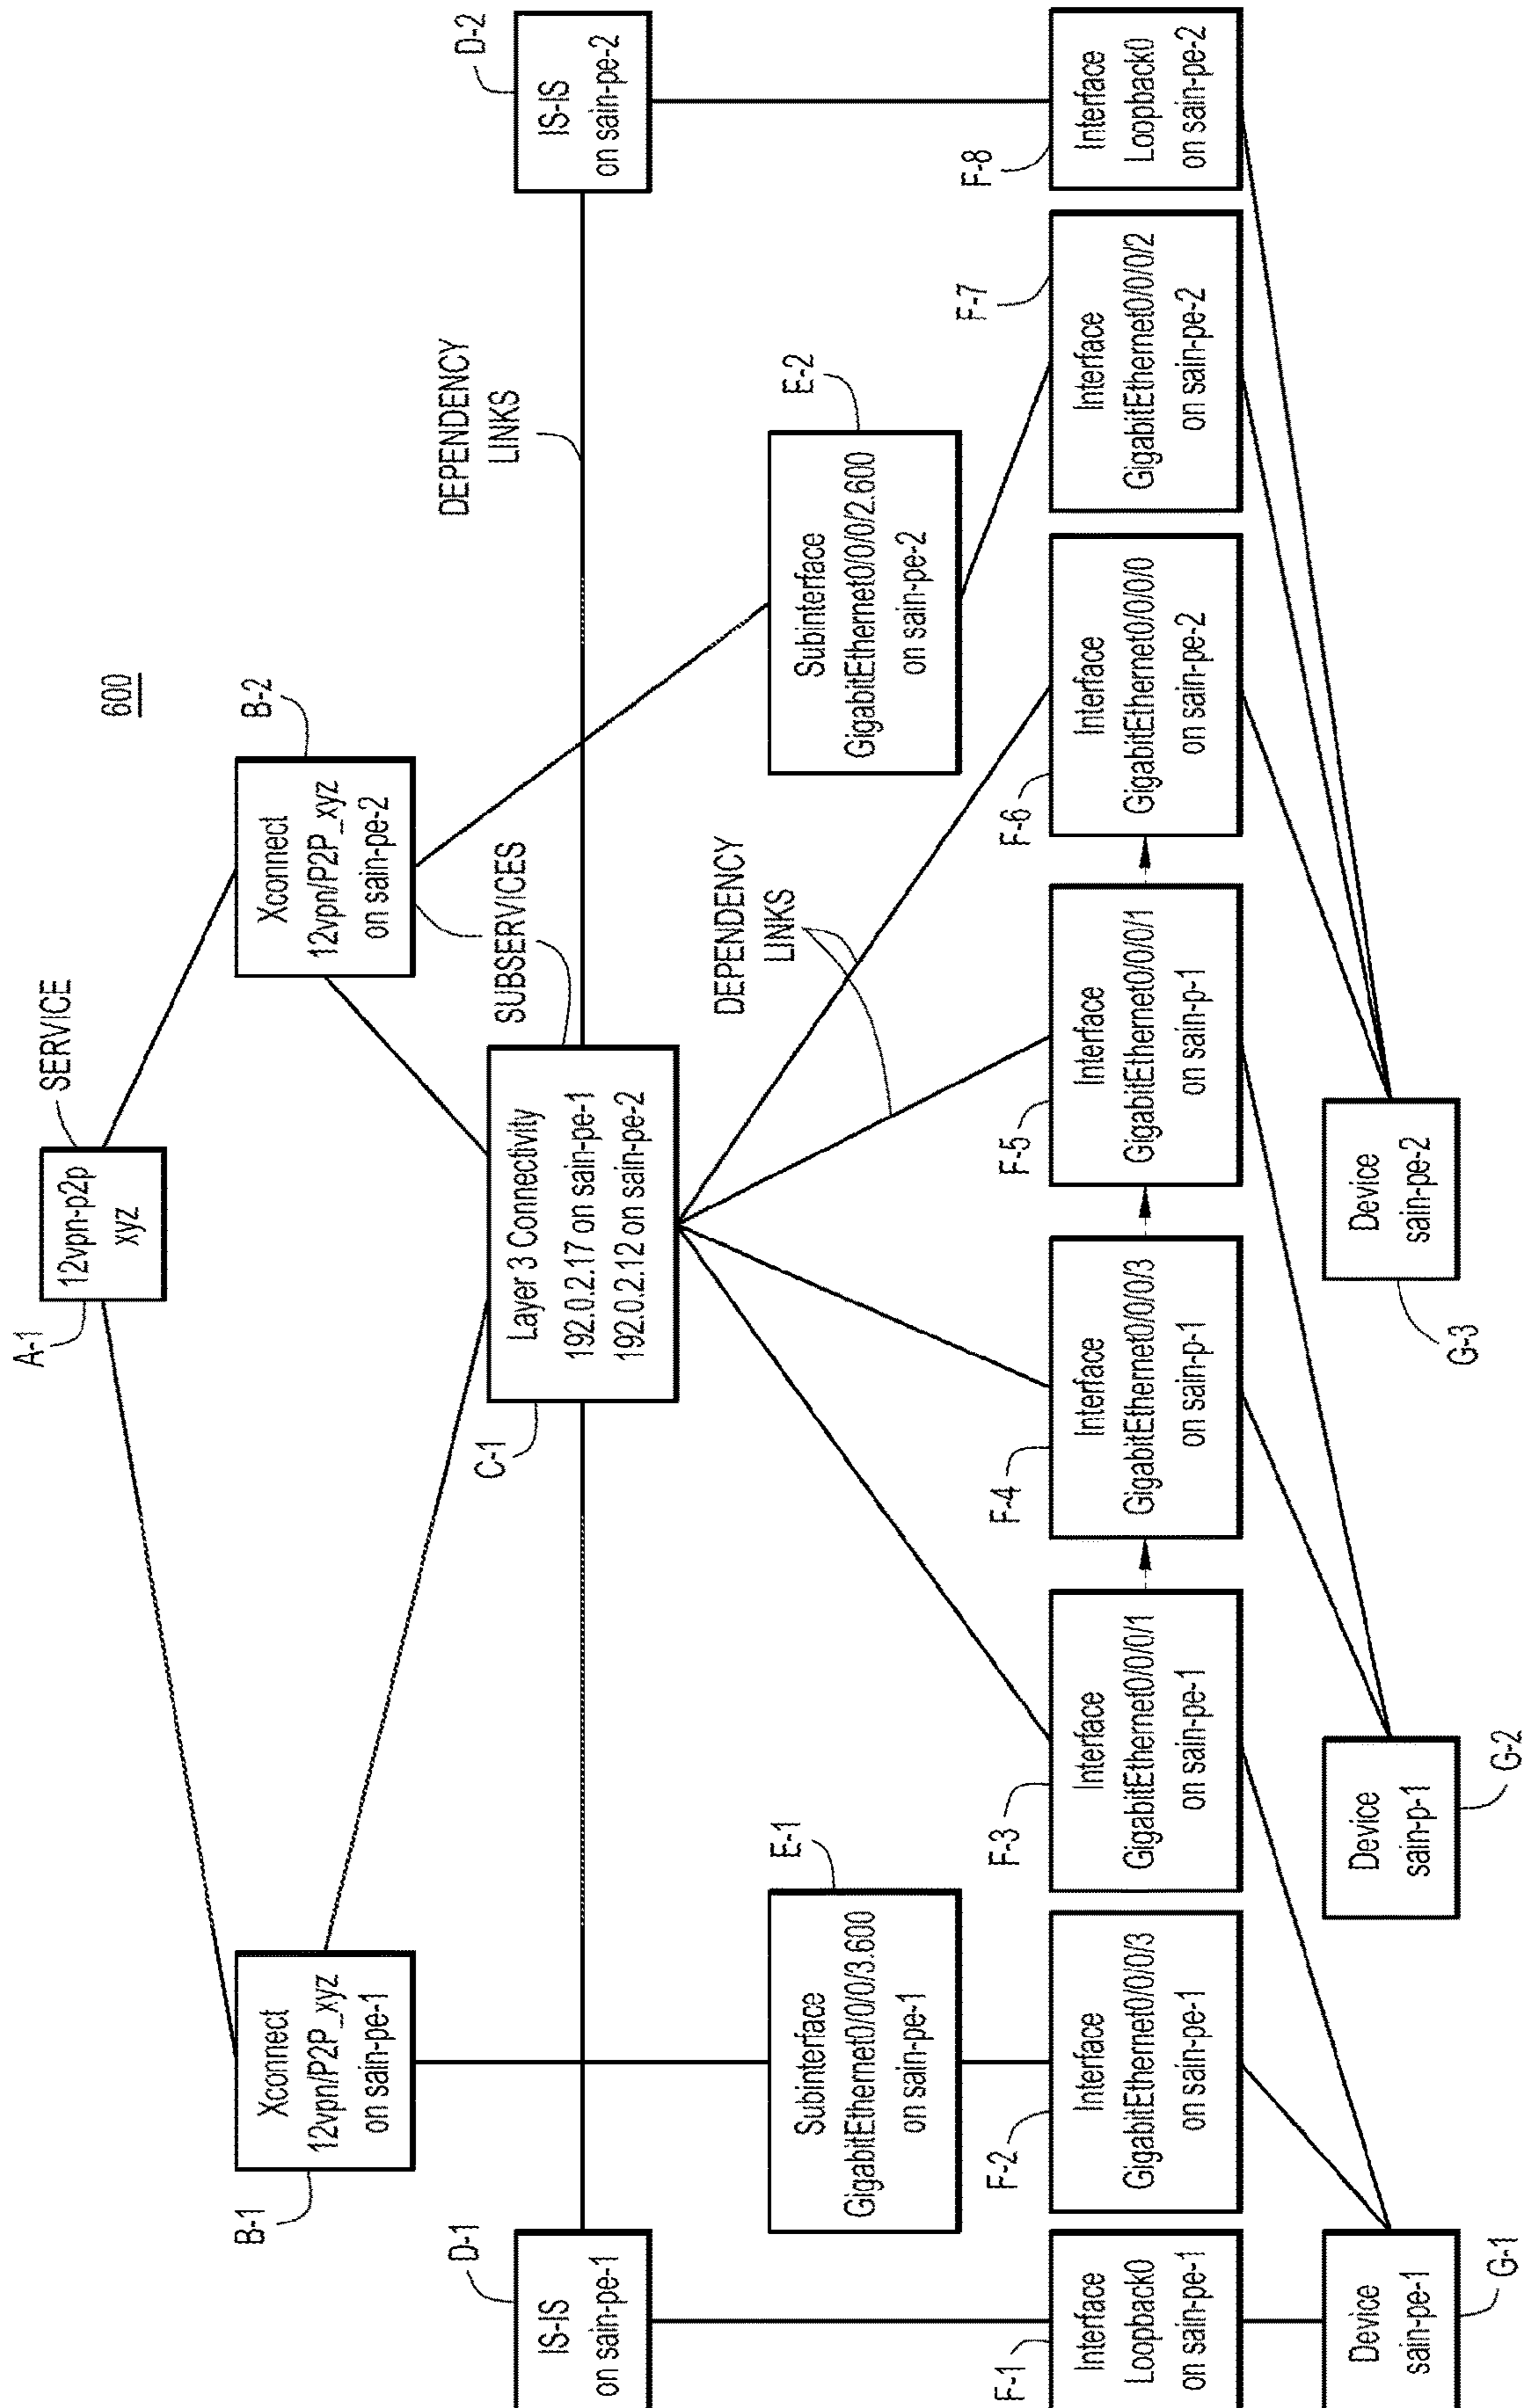 600
A-1
12vpn-p2p
xyz
SERVICE
B-1
Xconnect
12vpn/P2P_xyz
on sain-pe-1
Xconnect
12vpn/P2P_xyz
on sain-pe-2
B-2
SUBSERVICES
D-1
IS-IS
on sain-pe-1
C-1
Layer 3 Connectivity
192.0.2.17 on sain-pe-1
192.0.2.12 on sain-pe-2
DEPENDENCY
LINKS
IS-IS
on sain-pe-2
D-2
Subinterface
GigabitEthernet0/0/0/3.600
on sain-pe-1
E-1
DEPENDENCY
LINKS
Subinterface
GigabitEthernet0/0/0/2.600
on sain-pe-2
E-2
F-1
Interface
Loopback0
on sain-pe-1
F-2
Interface
GigabitEthernet0/0/0/3
on sain-pe-1
F-3
Interface
GigabitEthernet0/0/0/1
on sain-pe-1
F-4
Interface
GigabitEthernet0/0/0/3
on sain-p-1
F-5
Interface
GigabitEthernet0/0/0/1
on sain-p-1
F-6
Interface
GigabitEthernet0/0/0/0
on sain-pe-2
F-7
Interface
GigabitEthernet0/0/0/2
on sain-pe-2
F-8
Interface
Loopback0
on sain-pe-2
Device
sain-pe-1
G-1
Device
sain-p-1
G-2
G-3
Device
sain-pe-2